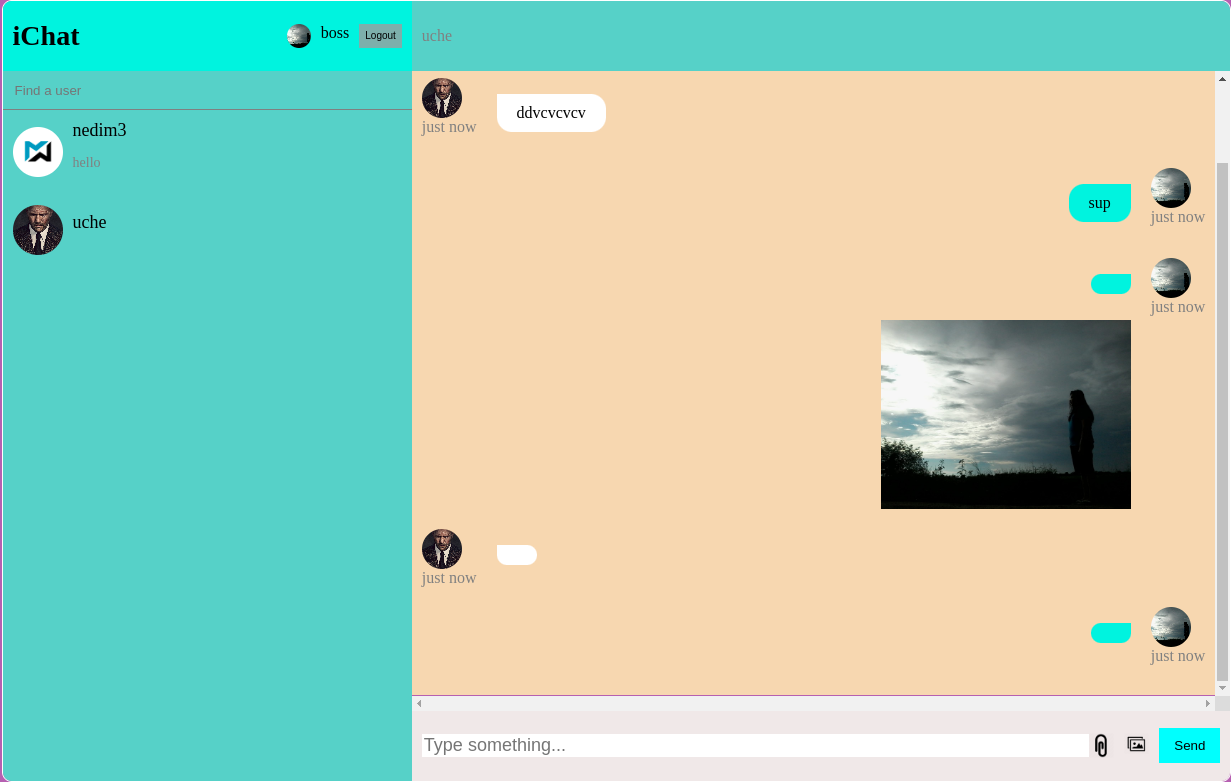 iChat
boss
Logout
uche
Find a user
nedim3
hello
uche
ddvcvcvcv
just now
sup
just now
just now
just now
just now
Type something...
Send